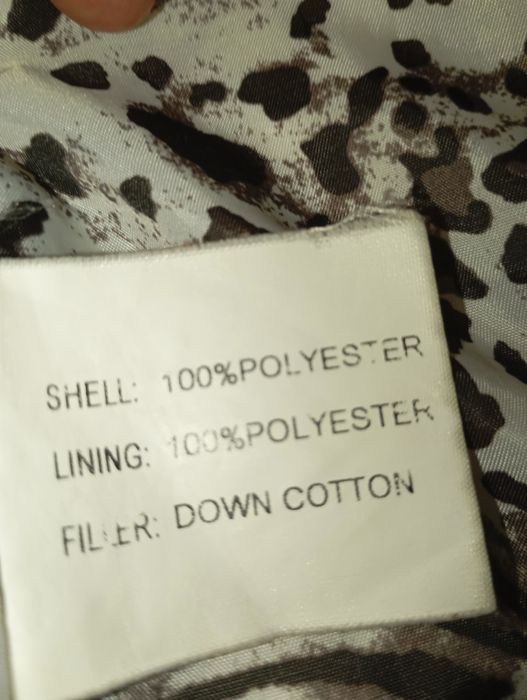 SHELL: 100%POLYESTER
LINING: 100%POLYESTER
FILLER: DOWN COTTON